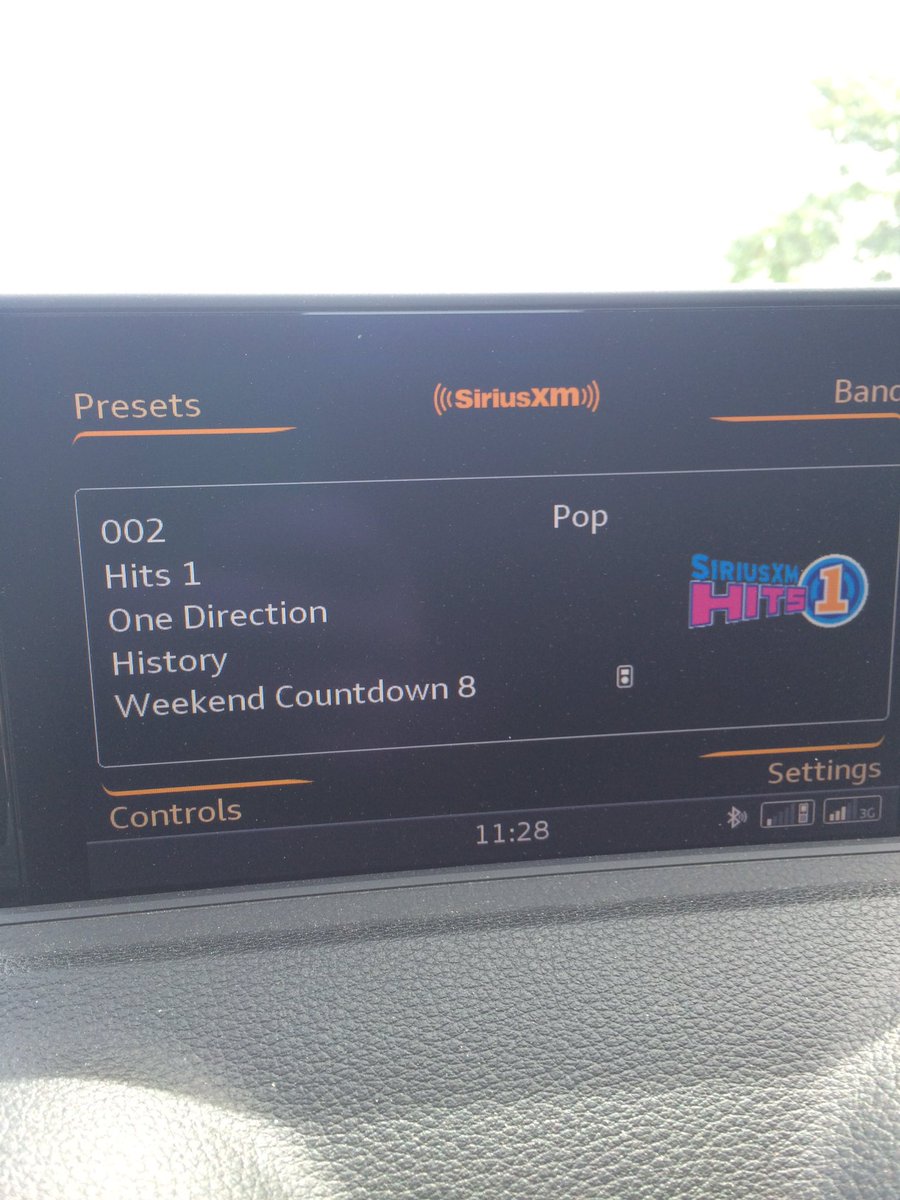 Presets
((SiriusXM))
Band
002
Pop
Hits 1
SIRIUSXM
HITS 1
One Direction
History
Weekend Countdown 8
Controls
Settings
11:28
3G